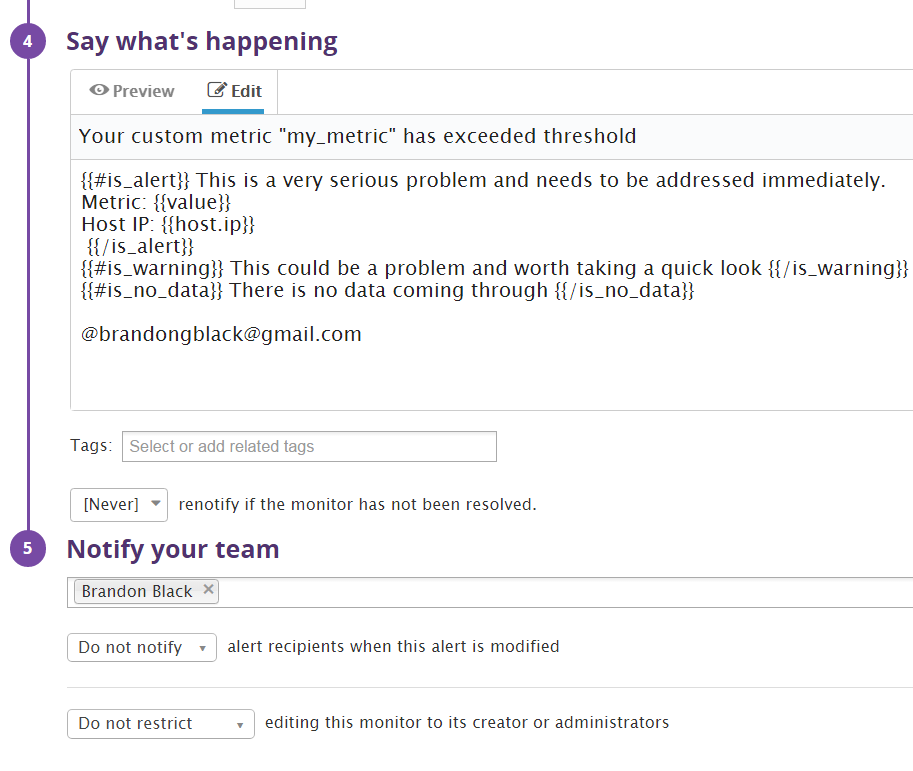 4
Say what's happening
Preview Edit
Your custom metric "my_metric" has exceeded threshold
{{#is_alert}} This is a very serious problem and needs to be addressed immediately.
Metric: {{value}}
Host IP: {{host.ip}}
{{/is_alert}}
{{#is_warning}} This could be a problem and worth taking a quick look {{/is_warning}}
{{#is_no_data}} There is no data coming through {{/is_no_data}}
@brandongblack@gmail.com
Tags: Select or add related tags
[Never] renotify if the monitor has not been resolved.
5
Notify your team
Brandon Black ×
Do not notify alert recipients when this alert is modified
Do not restrict editing this monitor to its creator or administrators